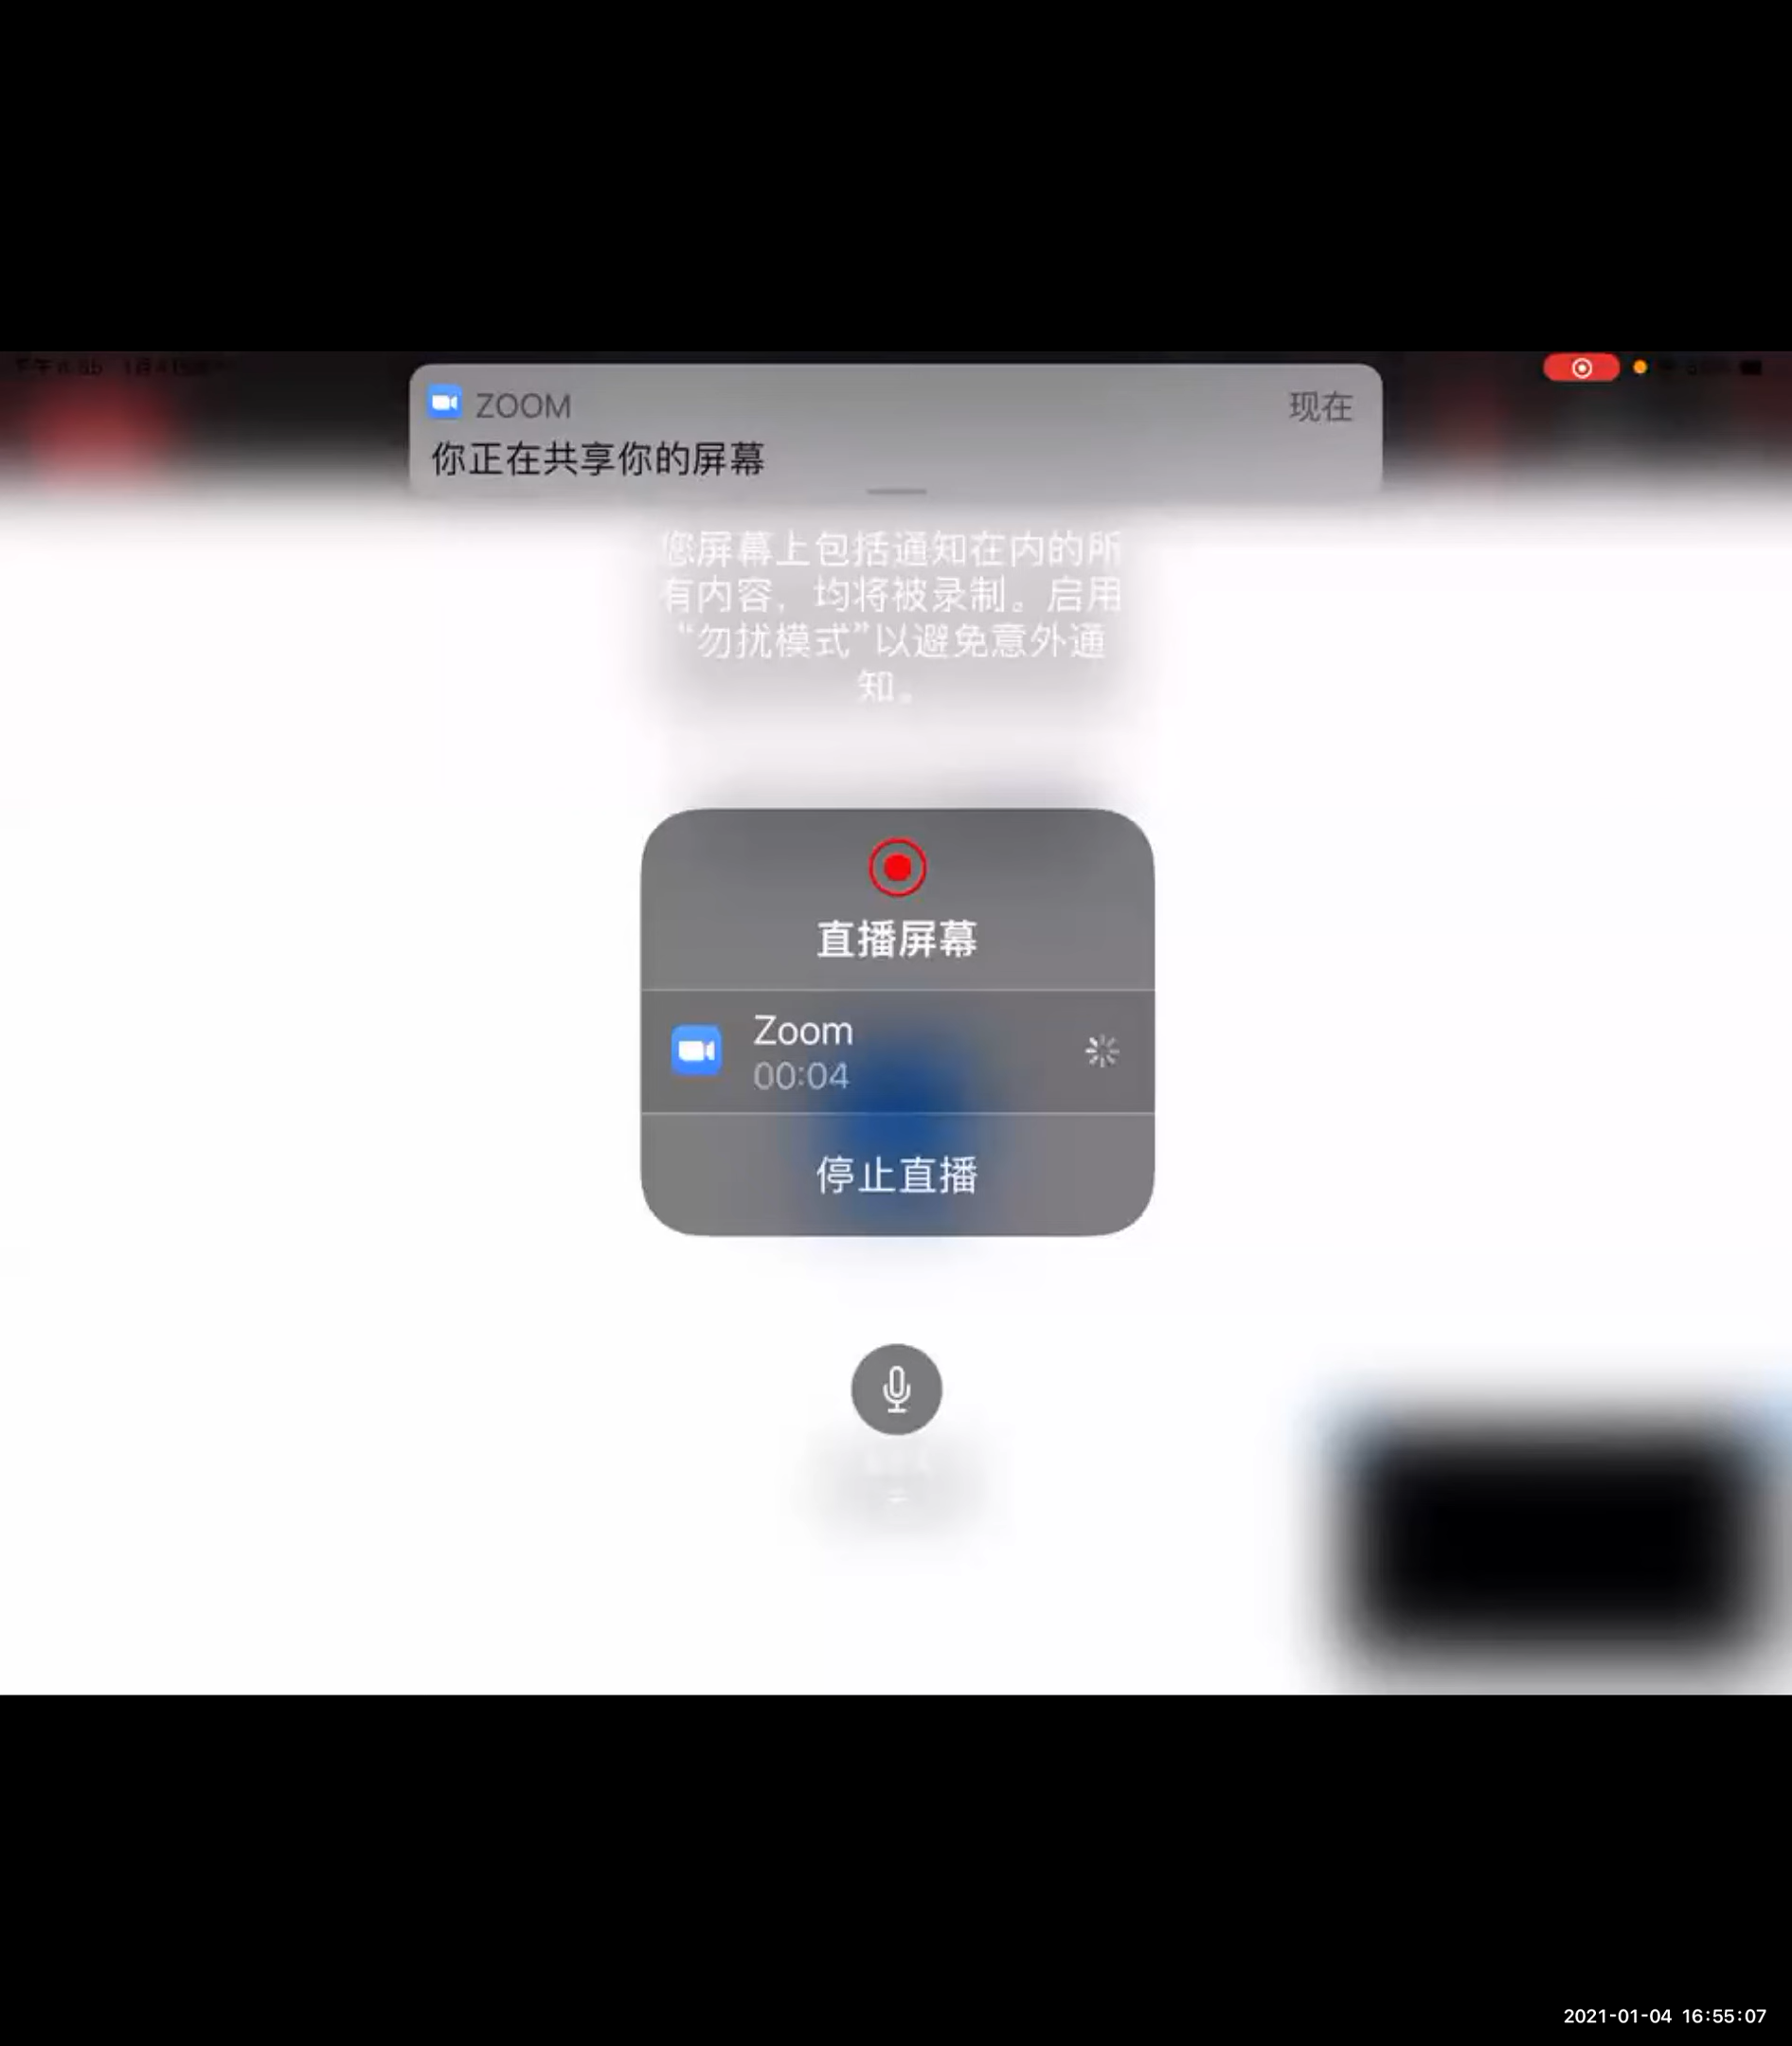 ZOOM
现在
你正在共享你的屏幕
您屏幕上包括通知在内的所
有内容，均将被录制。启用
“勿扰模式”以避免意外通
知。
直播屏幕
Zoom
00:04
停止直播
2021-01-04 16:55:07